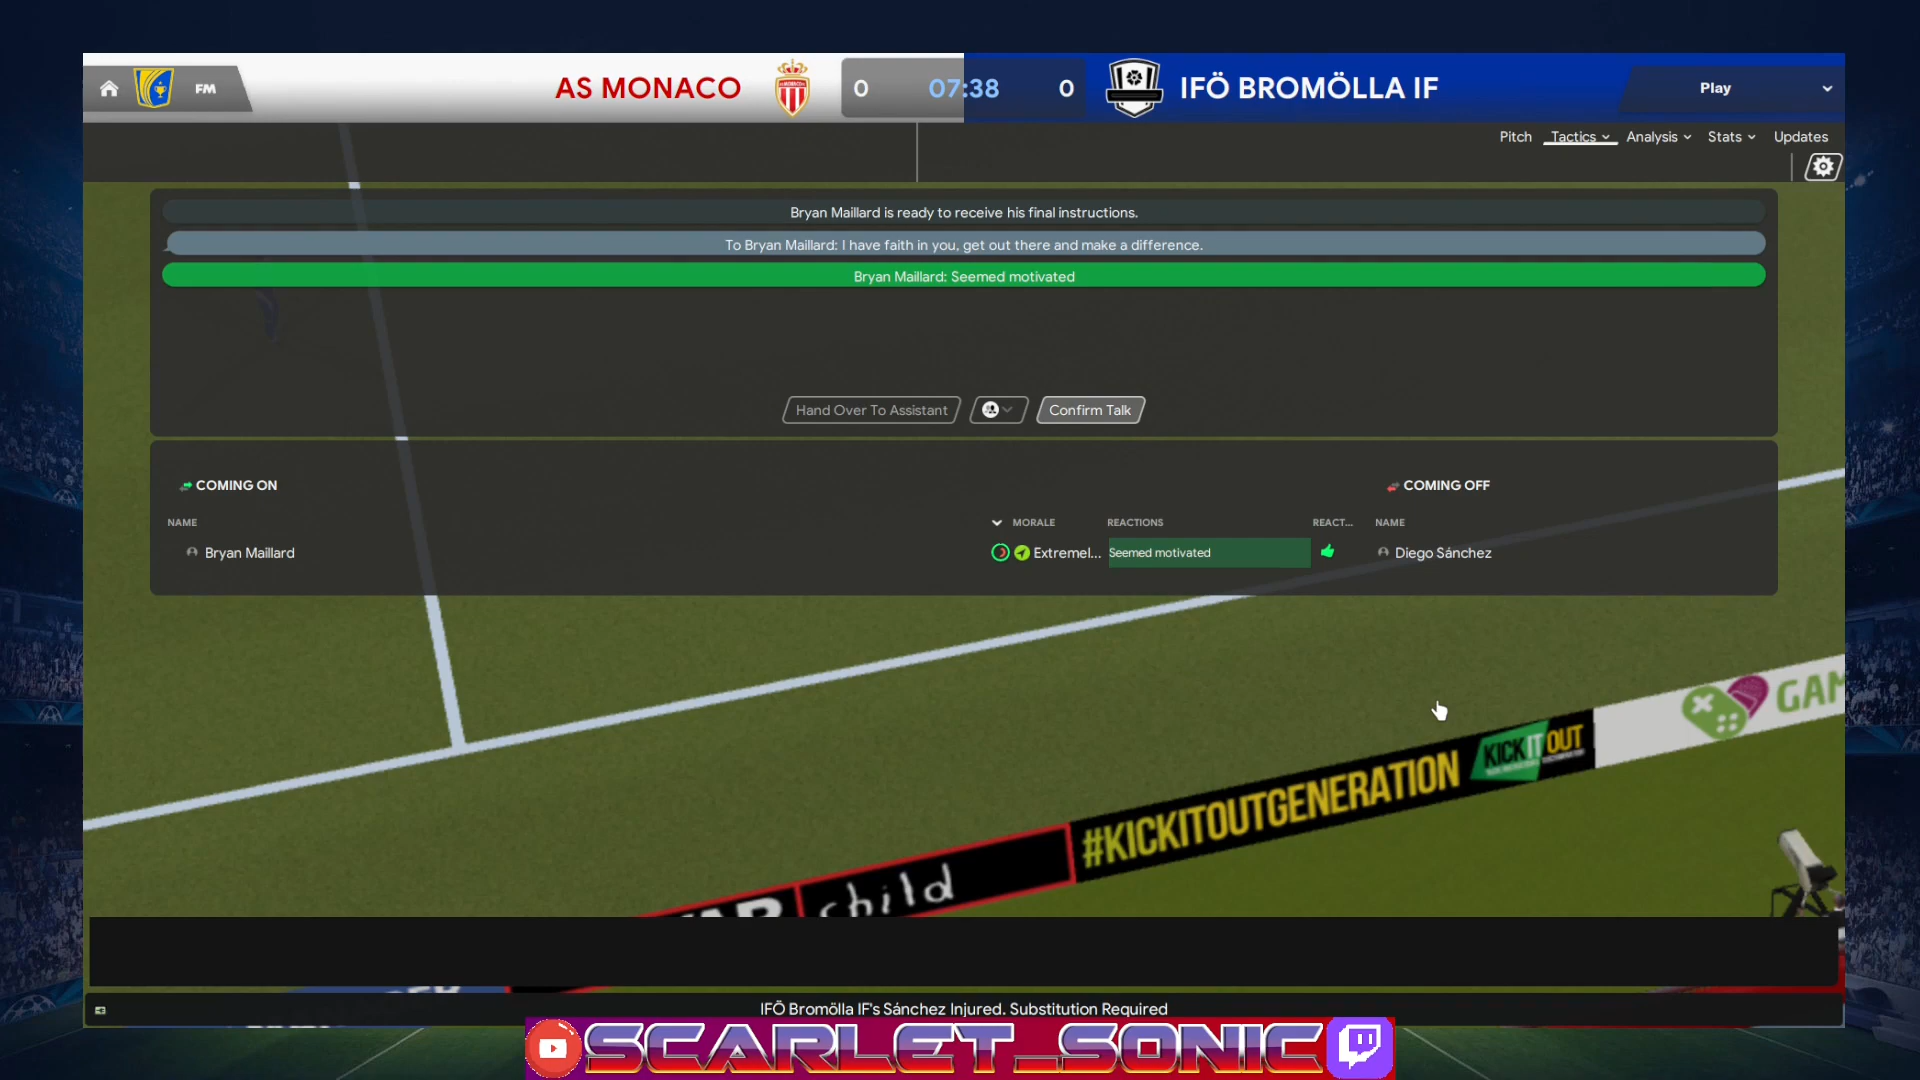 FM
AS MONACO
0
07:38
0
IFÖ BROMÖLLA IF
Play
Pitch
Tactics
Analysis
Stats
Updates
Bryan Maillard is ready to receive his final instructions.
To Bryan Maillard: I have faith in you, get out there and make a difference.
Bryan Maillard: Seemed motivated
Hand Over To Assistant
Confirm Talk
COMING ON
COMING OFF
NAME
MORALE
REACTIONS
REACT...
NAME
Bryan Maillard
Extremel...
Seemed motivated
Diego Sánchez
GAM
KICK IT OUT
#KICKITOUTGENERATION
child
IFÖ Bromölla IF's Sánchez Injured. Substitution Required
SCARLET_SONIC